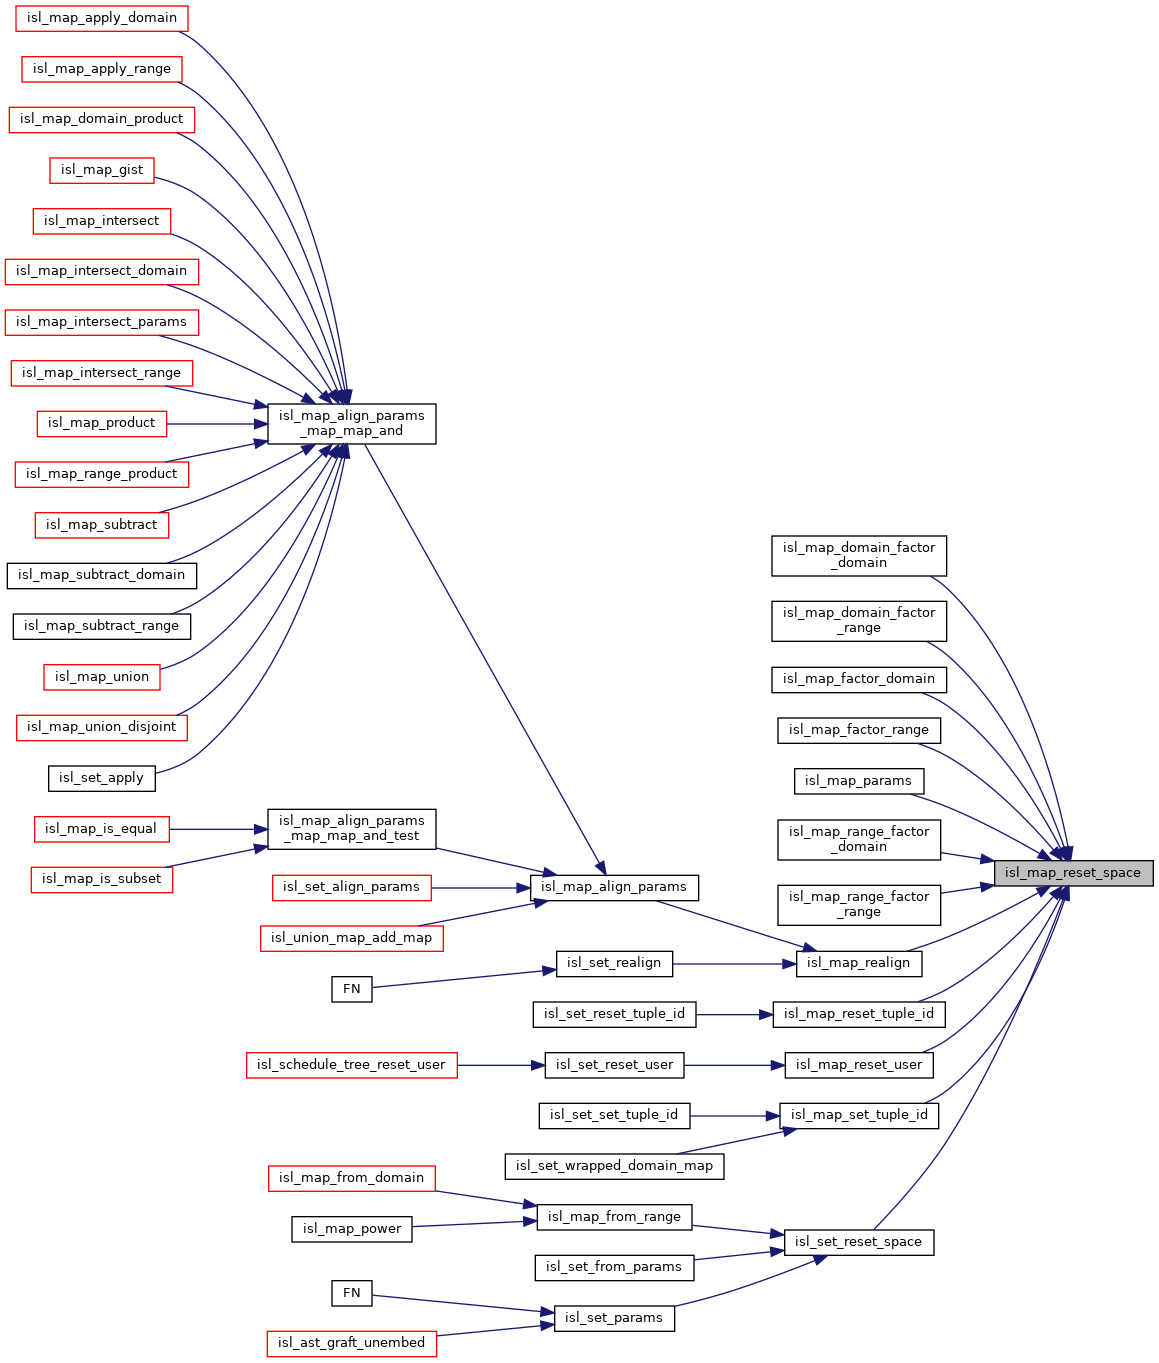 isl_map_apply_domain
isl_map_apply_range
isl_map_domain_product
isl_map_gist
isl_map_intersect
isl_map_intersect_domain
isl_map_intersect_params
isl_map_intersect_range
isl_map_product
isl_map_range_product
isl_map_subtract
isl_map_subtract_domain
isl_map_subtract_range
isl_map_union
isl_map_union_disjoint
isl_set_apply
isl_map_is_equal
isl_map_is_subset
isl_map_align_params
_map_map_and
isl_map_align_params
_map_map_and_test
isl_set_align_params
isl_union_map_add_map
FN
isl_schedule_tree_reset_user
isl_map_from_domain
isl_map_power
FN
isl_ast_graft_unembed
isl_map_align_params
isl_set_realign
isl_set_reset_tuple_id
isl_set_reset_user
isl_set_set_tuple_id
isl_set_wrapped_domain_map
isl_map_from_range
isl_set_from_params
isl_set_params
isl_map_domain_factor
_domain
isl_map_domain_factor
_range
isl_map_factor_domain
isl_map_factor_range
isl_map_params
isl_map_range_factor
_domain
isl_map_range_factor
_range
isl_map_realign
isl_map_reset_tuple_id
isl_map_reset_user
isl_map_set_tuple_id
isl_set_reset_space
isl_map_reset_space